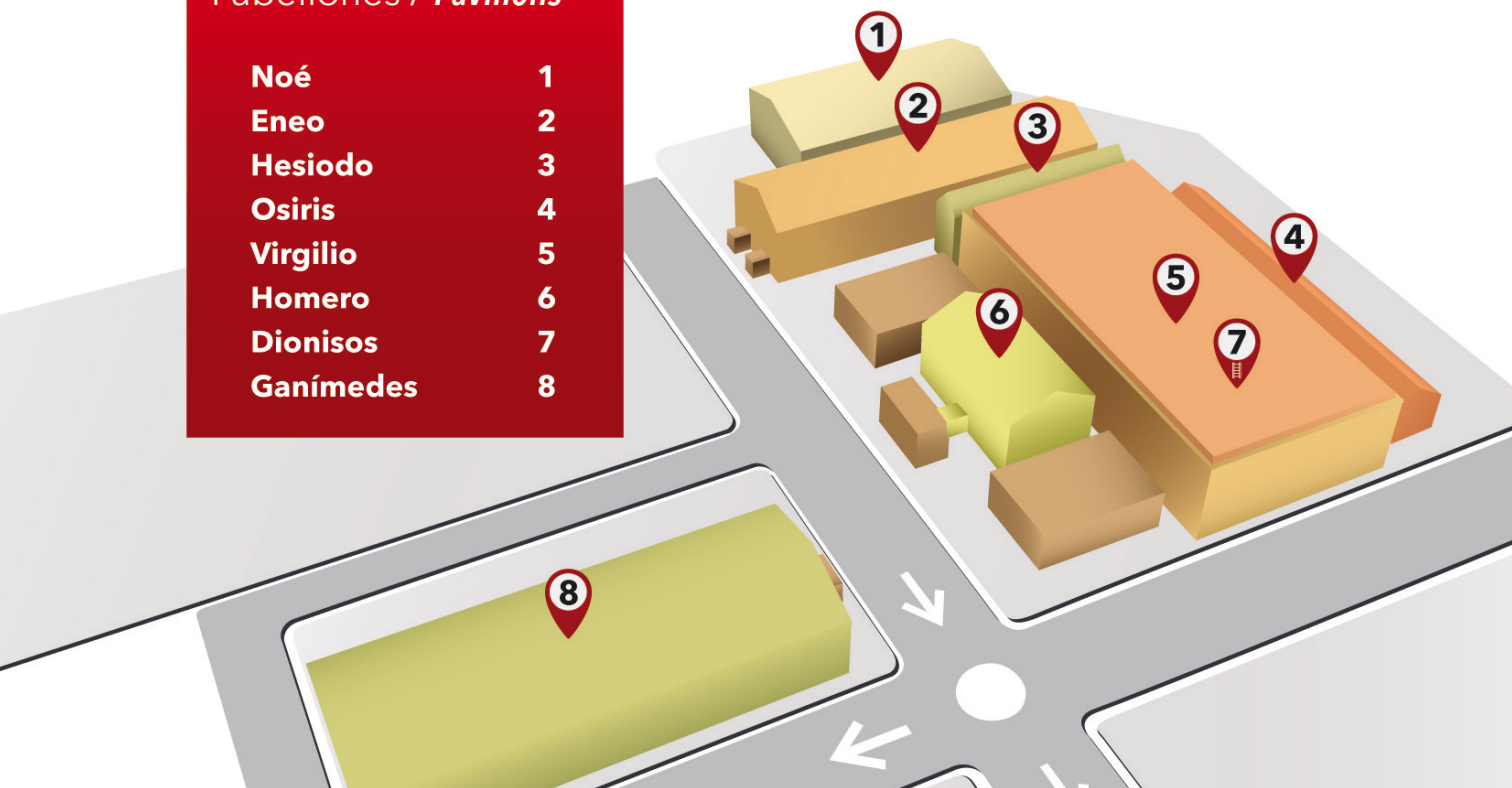 Pabellones / Pavilions
Noé 1
Eneo 2
Hesiodo 3
Osiris 4
Virgilio 5
Homero 6
Dionisos 7
Ganímedes 8
1
2
3
4
5
6
7
8